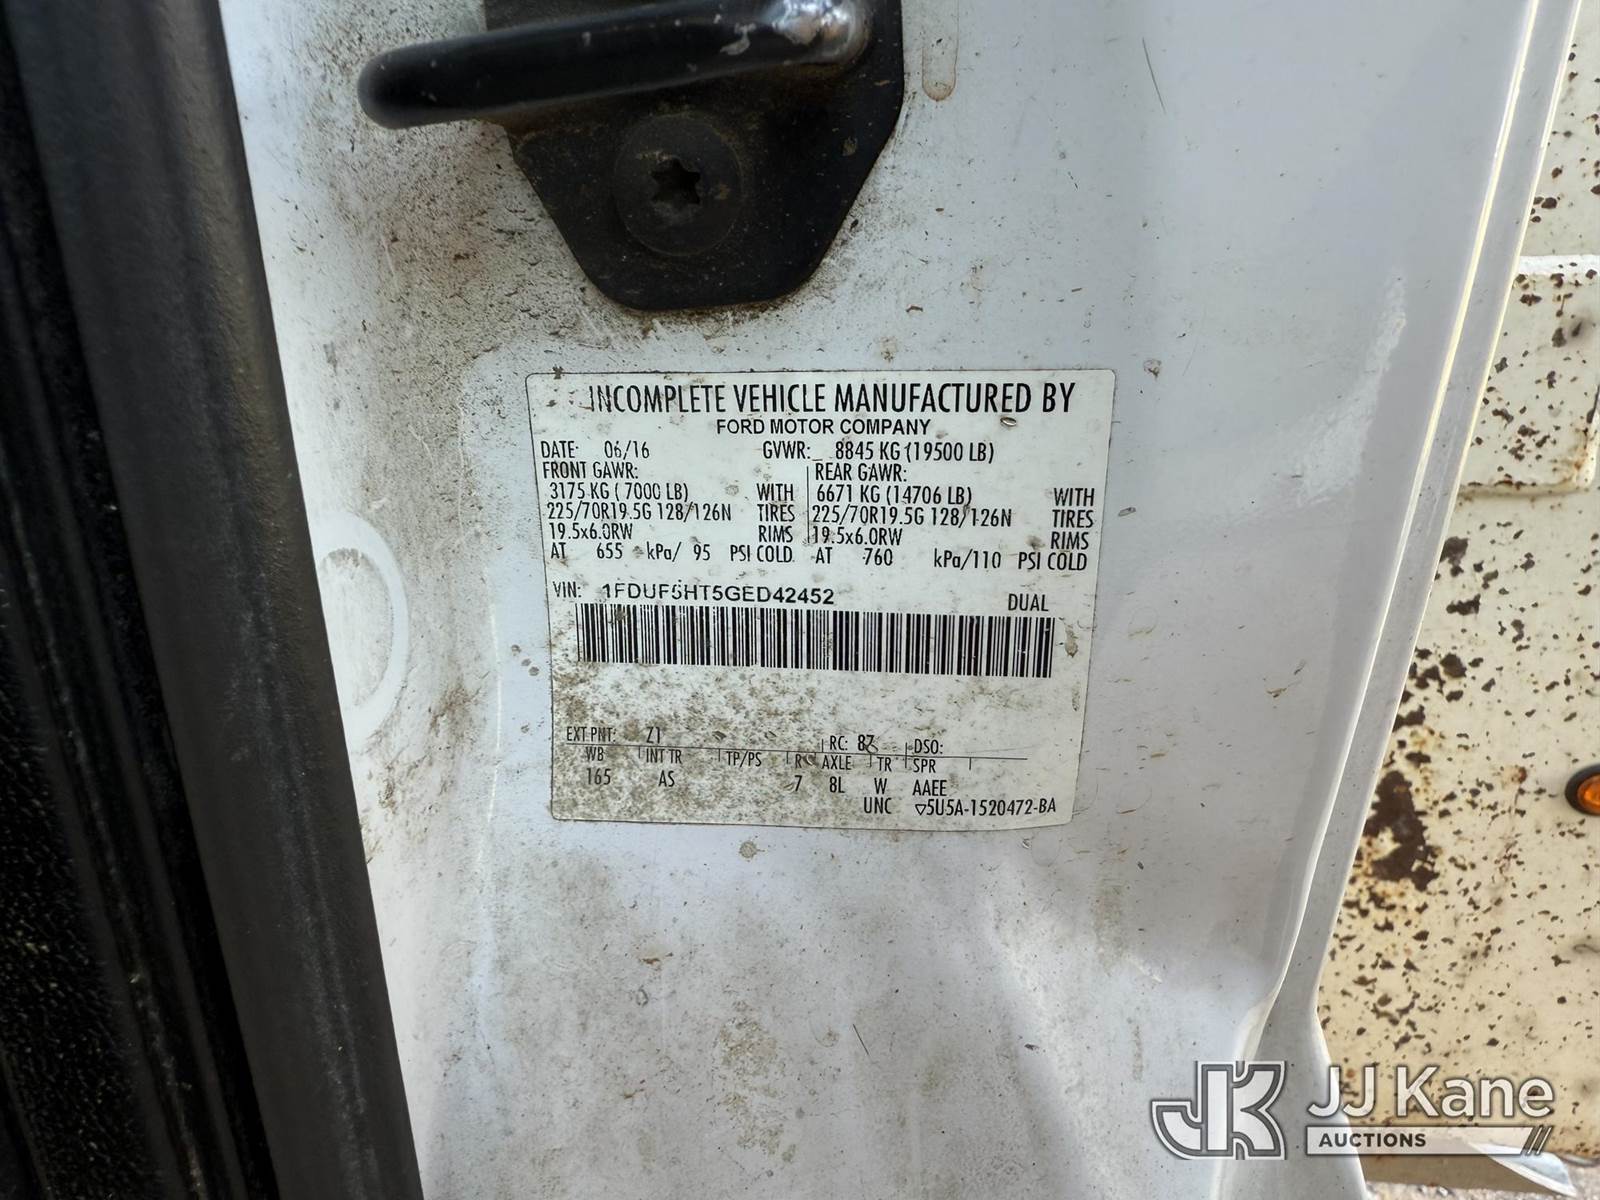 INCOMPLETE VEHICLE MANUFACTURED BY
FORD MOTOR COMPANY
DATE: 06/16 GVWR: 8845 KG (19500 LB)
FRONT GAWR: REAR GAWR:
3175 KG ( 7000 LB) WITH 6671 KG (14706 LB) WITH
225/70R19.5G 128/126N TIRES 225/70R19.5G 128/126N TIRES
19.5x6.0RW RIMS 19.5x6.0RW RIMS
AT 655 kPa/ 95 PSI COLD AT 760 kPa/110 PSI COLD
VIN: 1FDUF5HT5GED42452 DUAL
EXT PNT: Z1 RC: 87 DSO:
WB INT TR TP/PS R AXLE TR SPR
165 AS 7 8L W AAEE
UNC ▽5U5A-1520472-BA
JK JJ Kane
AUCTIONS